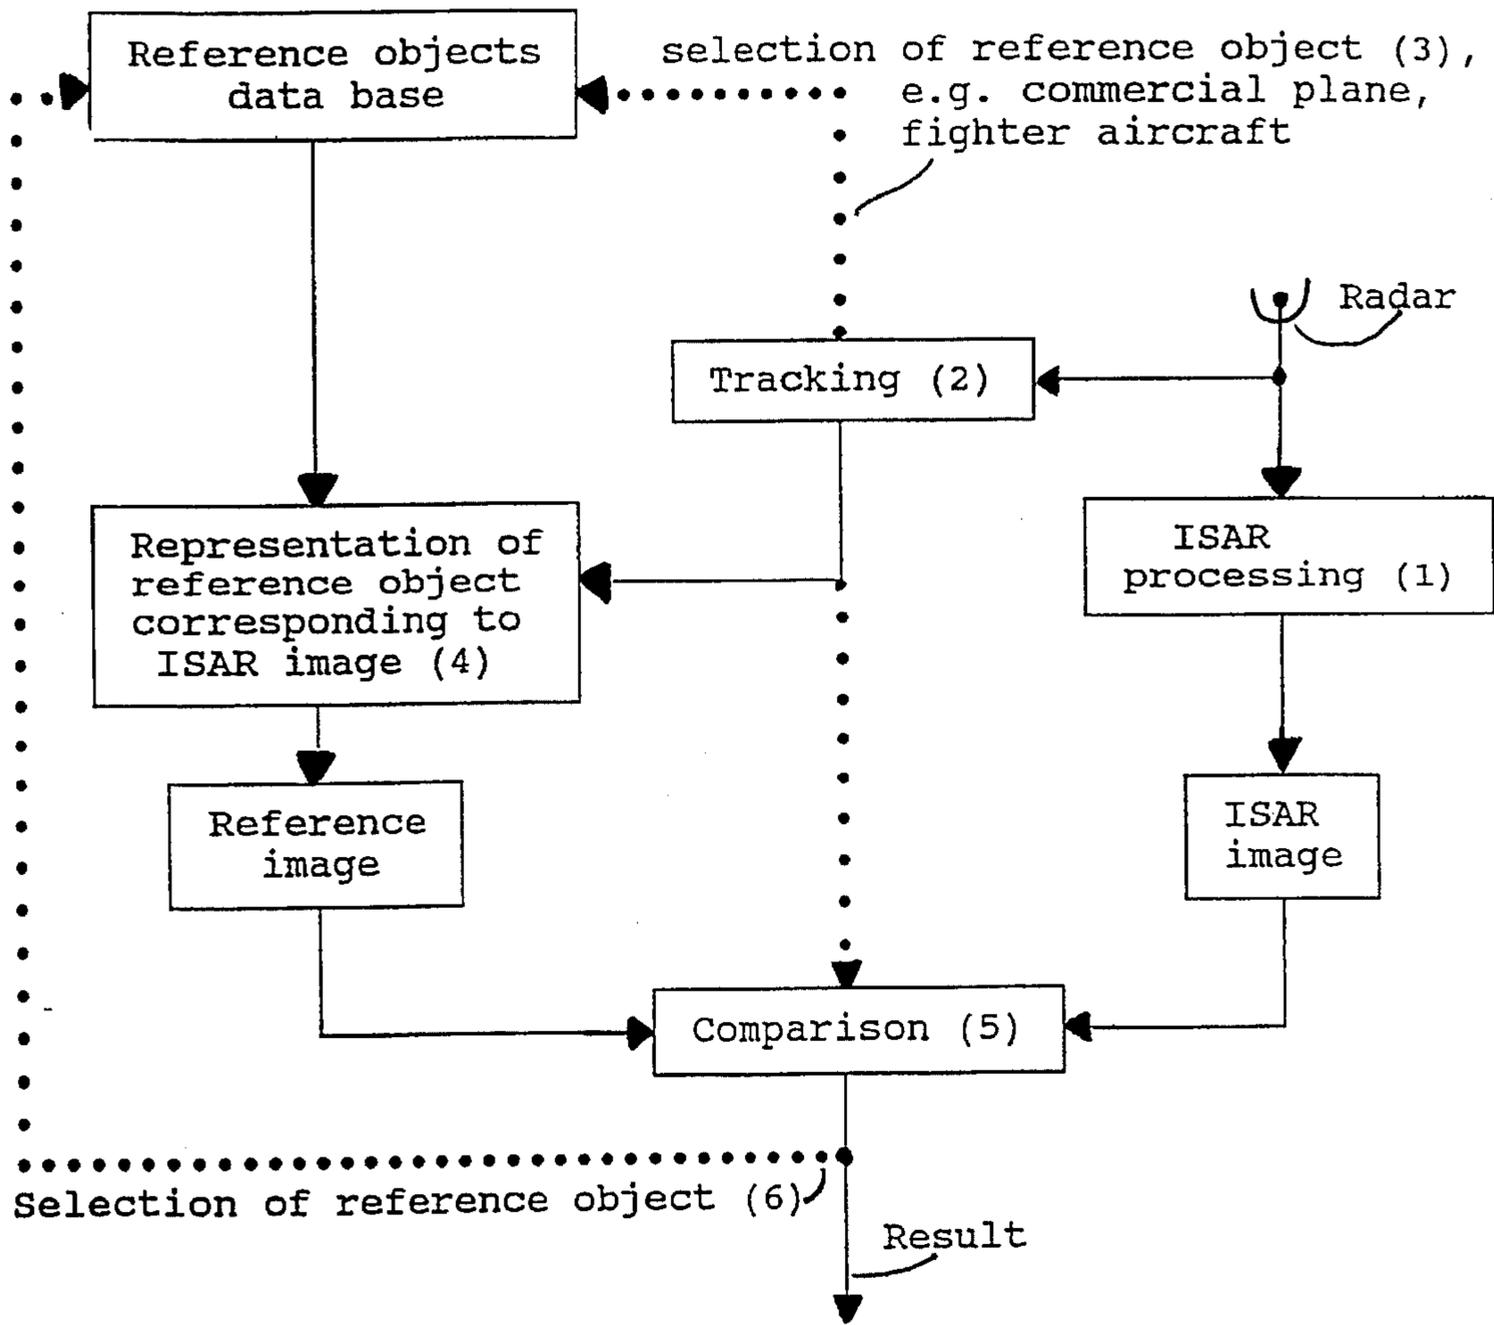 Reference objects
data base
selection of reference object (3),
e.g. commercial plane,
fighter aircraft
Radar
Tracking (2)
ISAR
processing (1)
Representation of
reference object
corresponding to
ISAR image (4)
Reference
image
ISAR
image
Comparison (5)
Selection of reference object (6)
Result